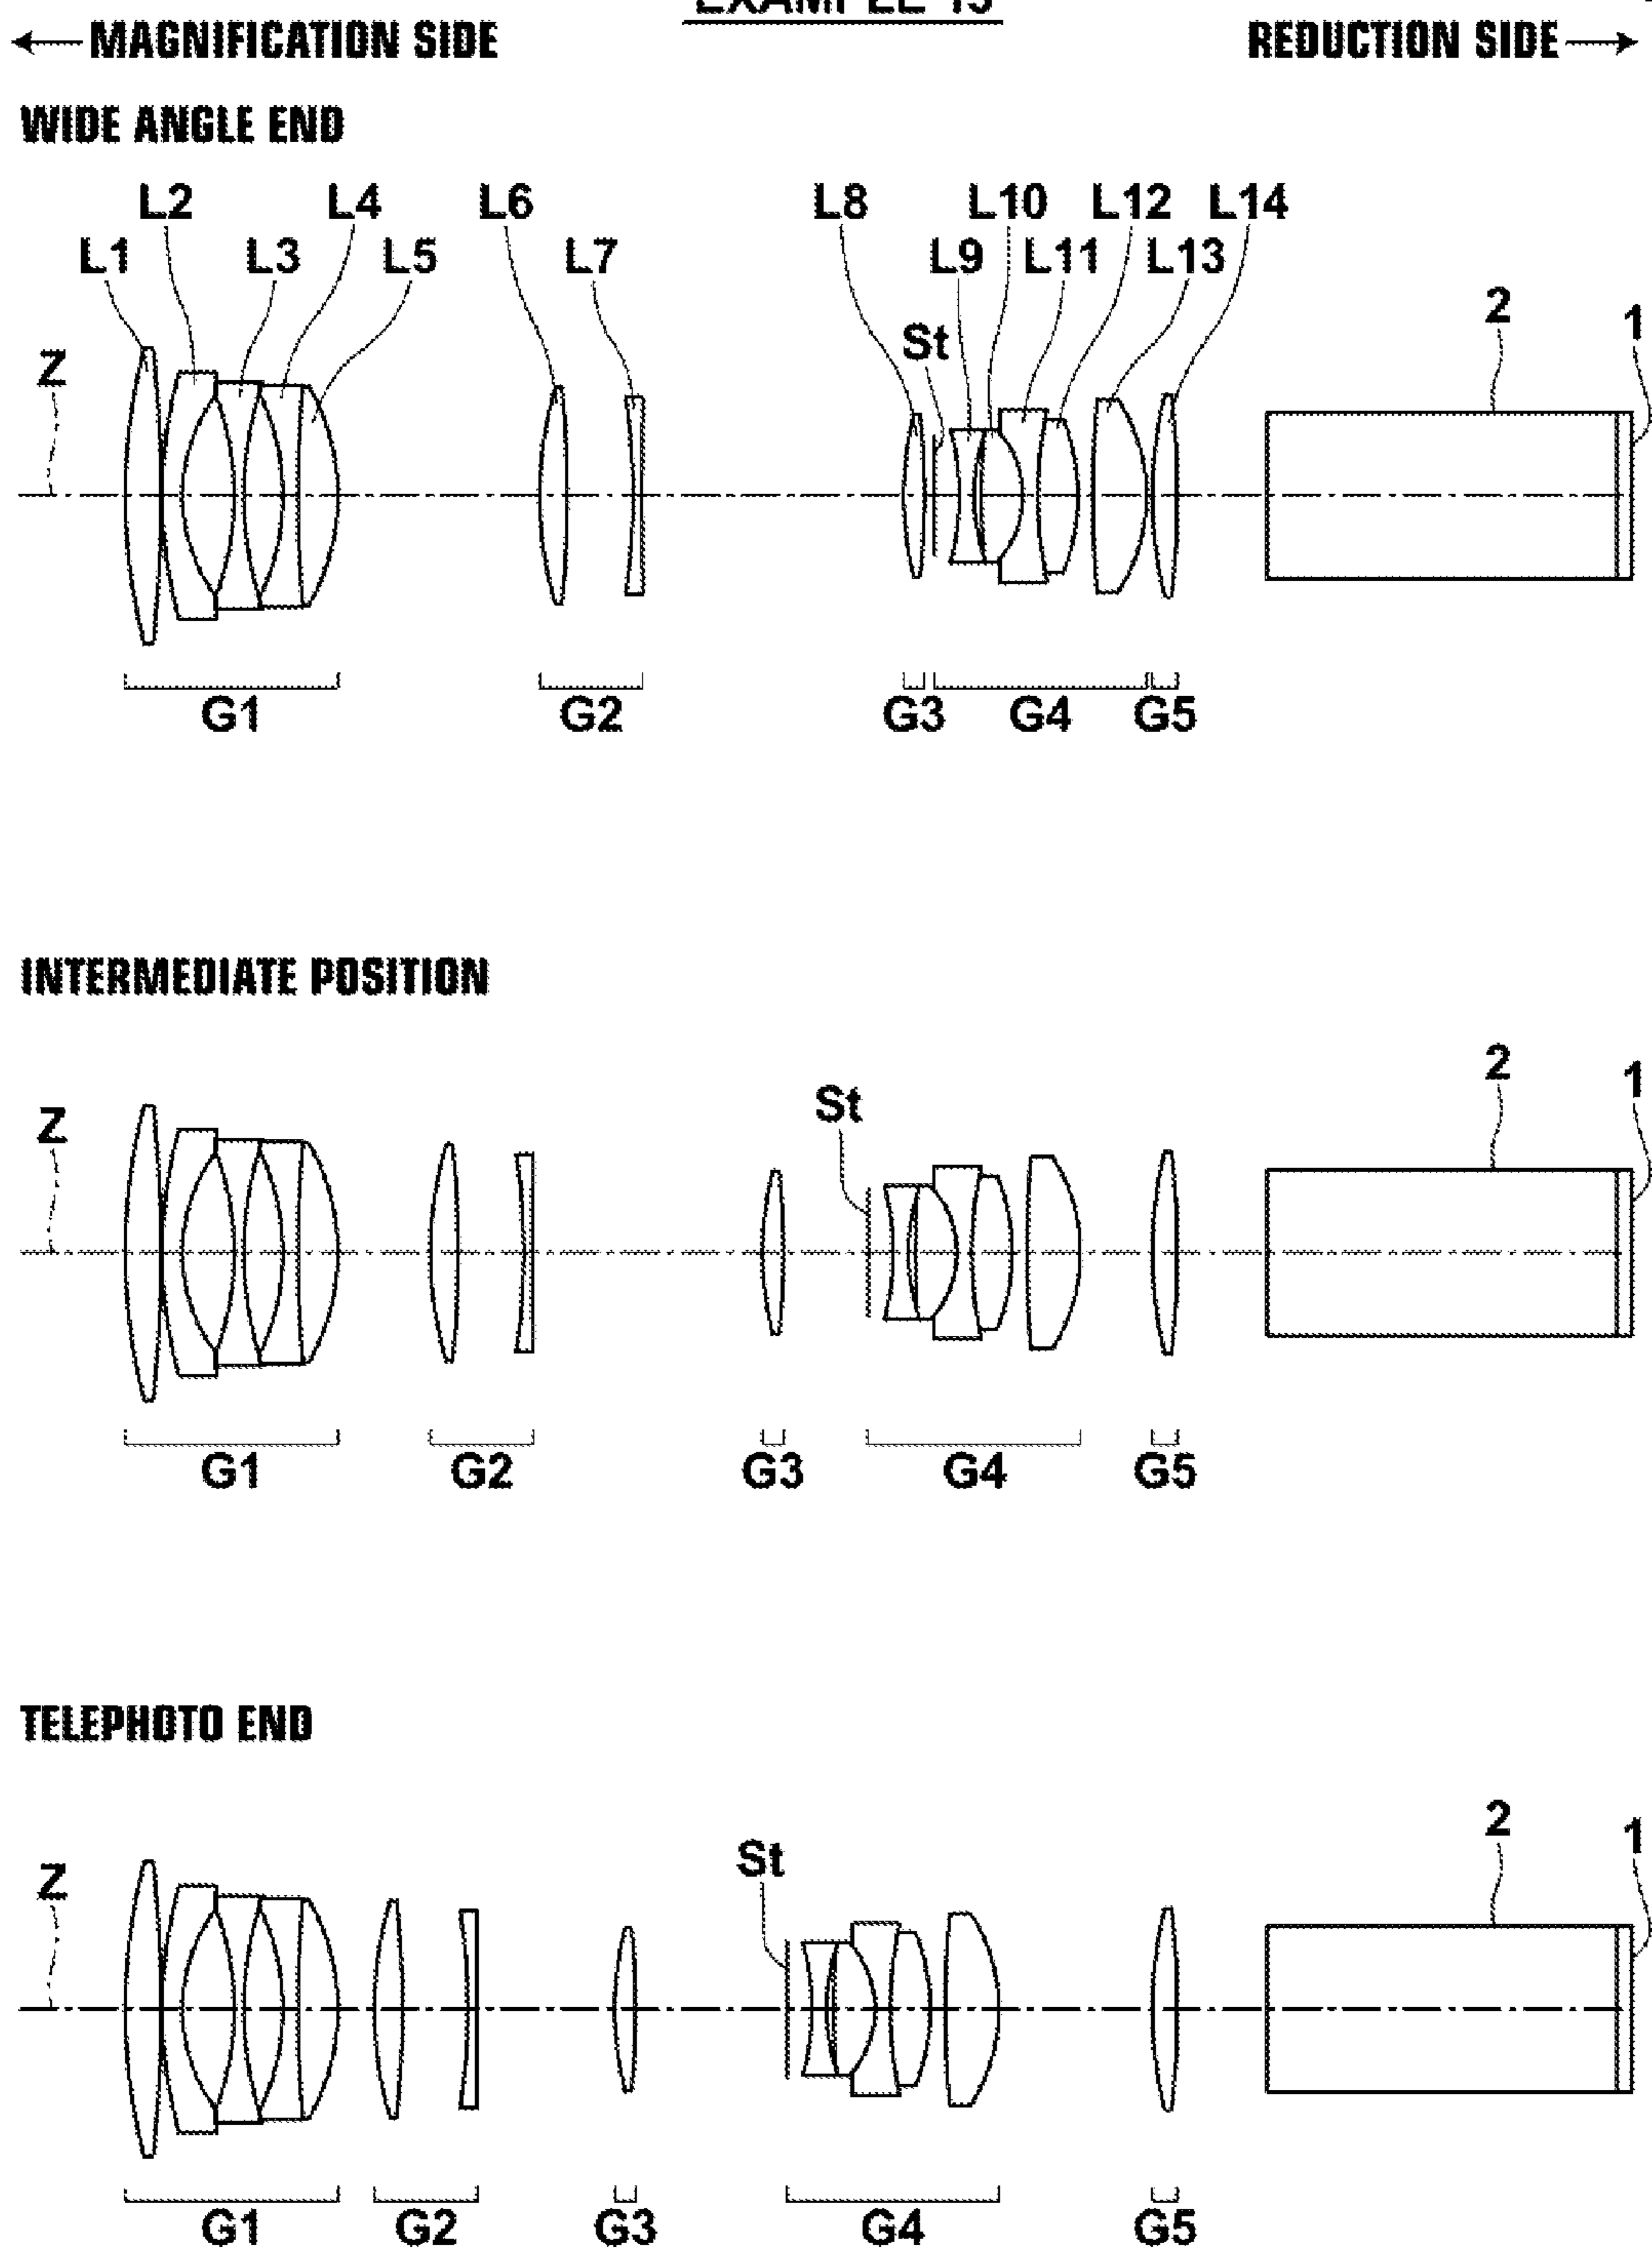 EXAMPLE 13
MAGNIFICATION SIDE
REDUCTION SIDE
WIDE ANGLE END
L2 L4 L6 L8 L10 L12 L14
L1 L3 L5 L7 L9 L11 L13
2
1
St
Z
G1 G2 G3 G4 G5
INTERMEDIATE POSITION
2
1
St
Z
G1 G2 G3 G4 G5
TELEPHOTO END
2
1
St
Z
G1 G2 G3 G4 G5